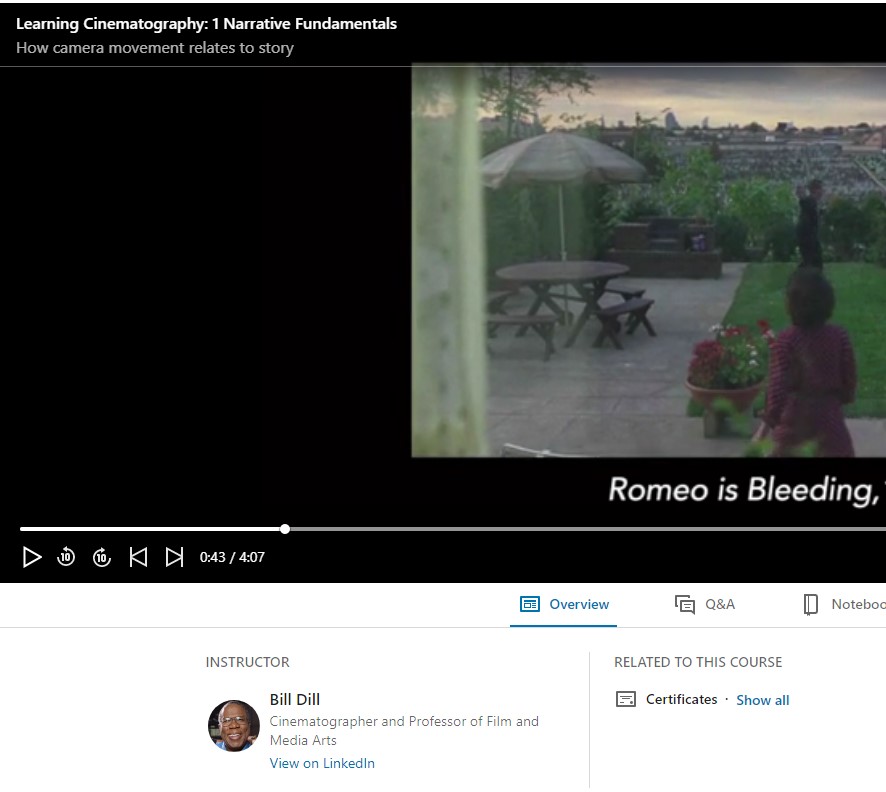 Learning Cinematography: 1 Narrative Fundamentals
How camera movement relates to story
Romeo is Bleeding,
10 10 0:43 / 4:07
Overview Q&A
INSTRUCTOR
Bill Dill
Cinematographer and Professor of Film and
Media Arts
View on LinkedIn
RELATED TO THIS COURSE
Certificates · Show all